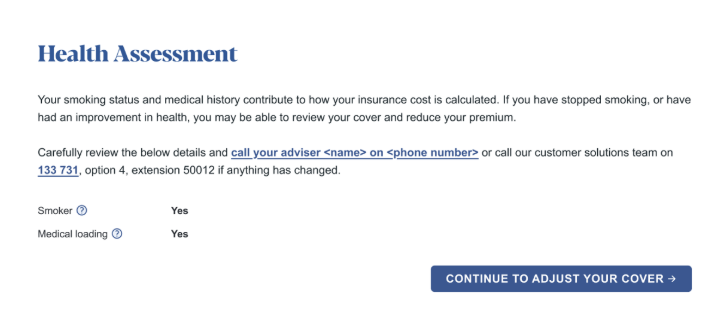 Health Assessment
Your smoking status and medical history contribute to how your insurance cost is calculated. If you have stopped smoking, or have
had an improvement in health, you may be able to review your cover and reduce your premium.
Carefully review the below details and call your adviser <name> on <phone number> or call our customer solutions team on
133 731, option 4, extension 50012 if anything has changed.
Smoker ? Yes
Medical loading ? Yes
CONTINUE TO ADJUST YOUR COVER →